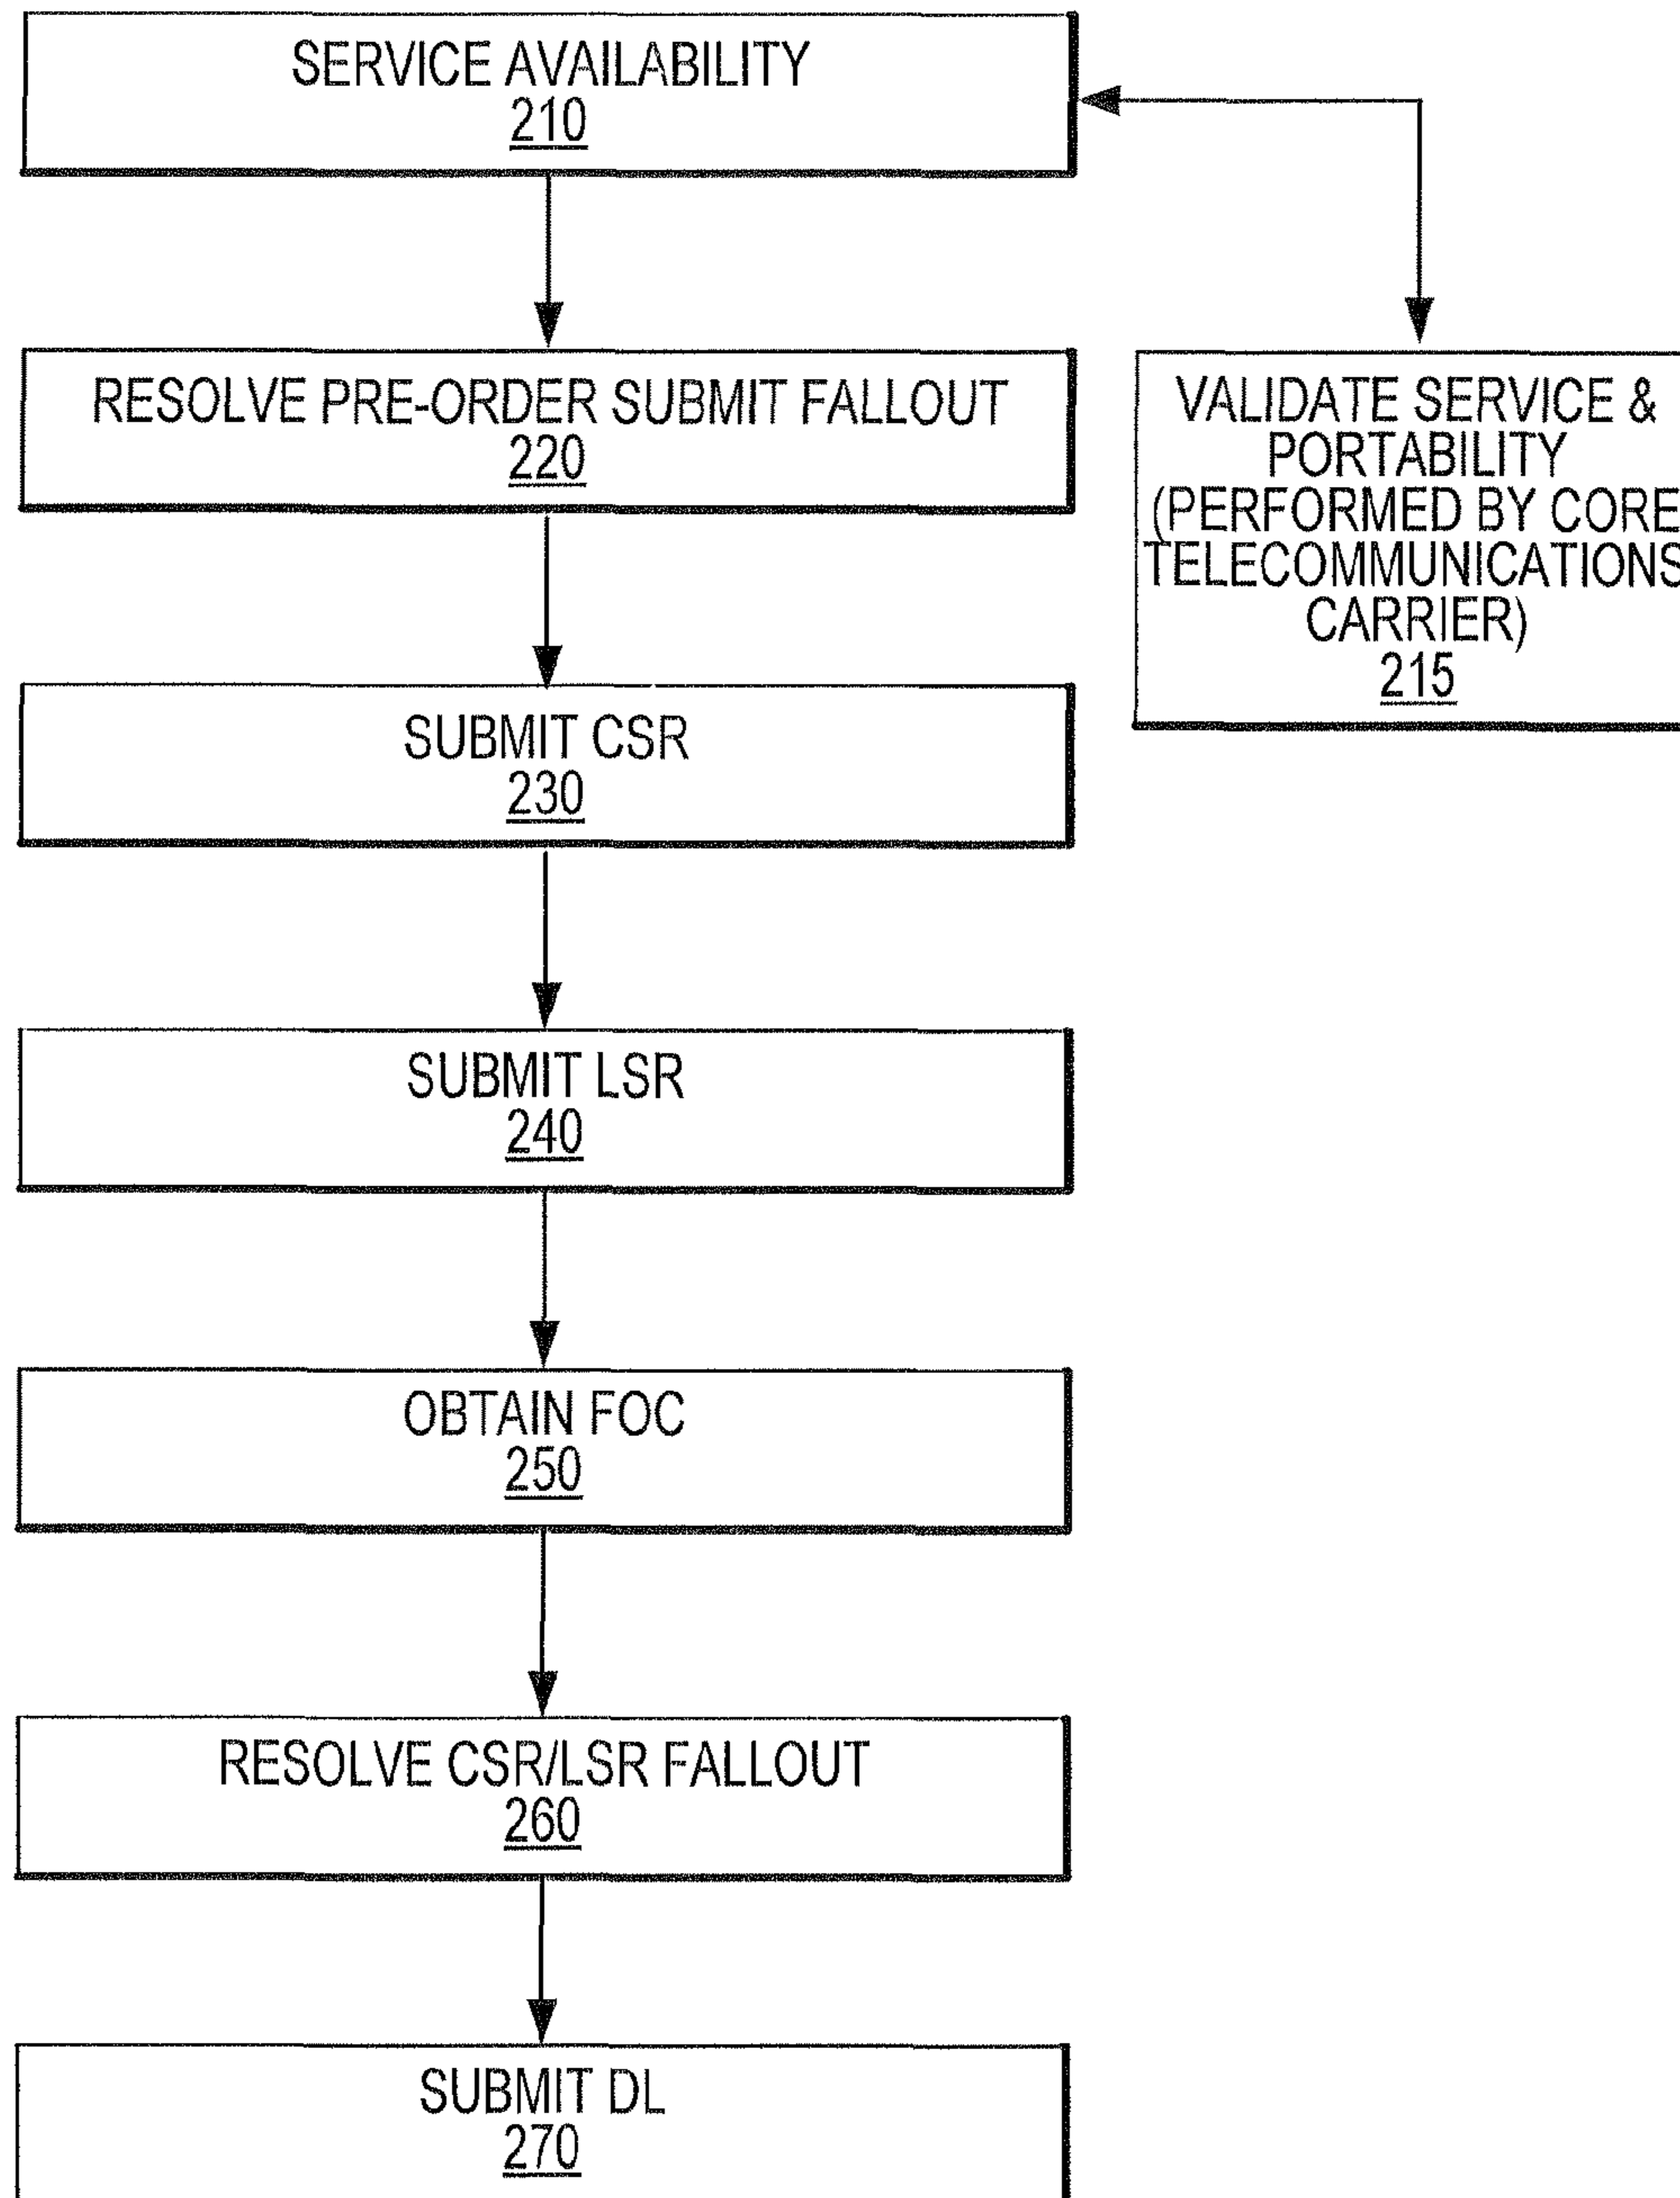 SERVICE AVAILABILITY
210
RESOLVE PRE-ORDER SUBMIT FALLOUT
220
VALIDATE SERVICE &
PORTABILITY
(PERFORMED BY CORE
TELECOMMUNICATIONS
CARRIER)
215
SUBMIT CSR
230
SUBMIT LSR
240
OBTAIN FOC
250
RESOLVE CSR/LSR FALLOUT
260
SUBMIT DL
270